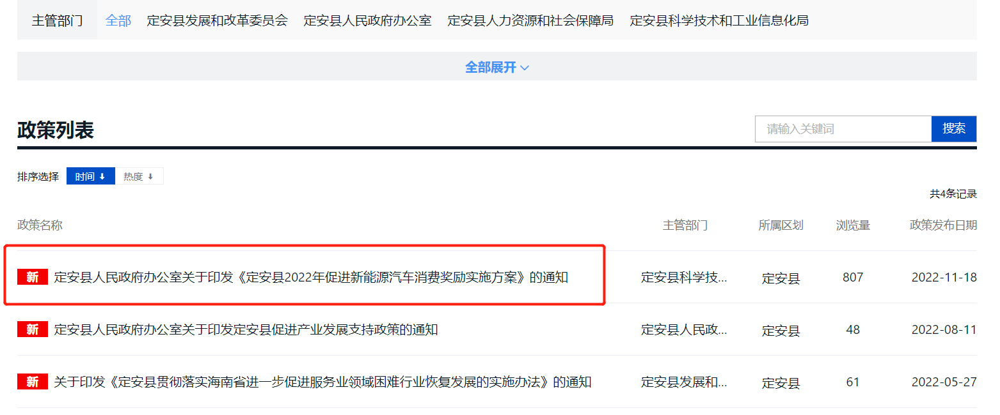 主管部门 全部 定安县发展和改革委员会 定安县人民政府办公室 定安县人力资源和社会保障局 定安县科学技术和工业信息化局
全部展开
政策列表
请输入关键词 搜索
排序选择 时间 热度
共4条记录
政策名称 主管部门 所属区划 浏览量 政策发布日期
新 定安县人民政府办公室关于印发《定安县2022年促进新能源汽车消费奖励实施方案》的通知 定安县科学技... 定安县 807 2022-11-18
新 定安县人民政府办公室关于印发定安县促进产业发展支持政策的通知 定安县人民政... 定安县 48 2022-08-11
新 关于印发《定安县贯彻落实海南省进一步促进服务业领域困难行业恢复发展的实施办法》的通知 定安县发展和... 定安县 61 2022-05-27